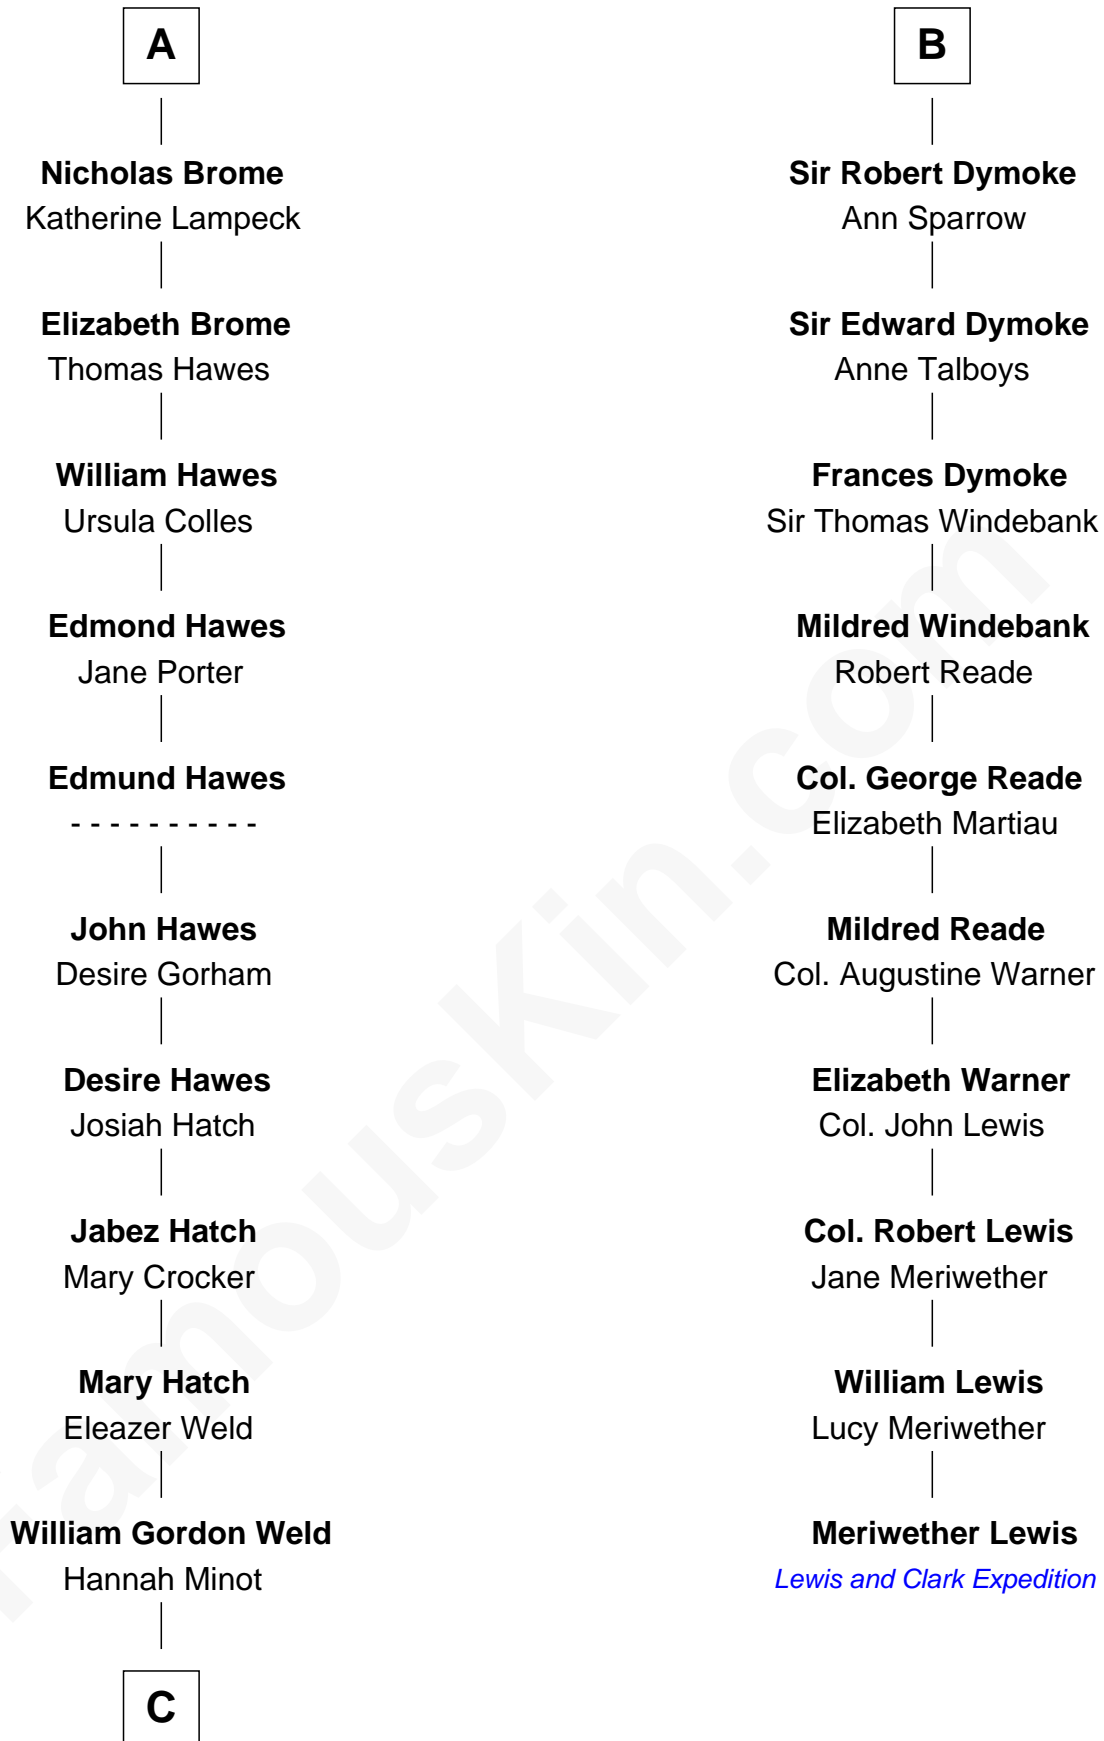 A
Nicholas Brome
Katherine Lampeck
Elizabeth Brome
Thomas Hawes
William Hawes
Ursula Colles
Edmond Hawes
Jane Porter
Edmund Hawes
- - - - - - - - - -
John Hawes
Desire Gorham
Desire Hawes
Josiah Hatch
Jabez Hatch
Mary Crocker
Mary Hatch
Eleazer Weld
William Gordon Weld
Hannah Minot
C
B
Sir Robert Dymoke
Ann Sparrow
Sir Edward Dymoke
Anne Talboys
Frances Dymoke
Sir Thomas Windebank
Mildred Windebank
Robert Reade
Col. George Reade
Elizabeth Martiau
Mildred Reade
Col. Augustine Warner
Elizabeth Warner
Col. John Lewis
Col. Robert Lewis
Jane Meriwether
William Lewis
Lucy Meriwether
Meriwether Lewis
Lewis and Clark Expedition
FamousKin.com